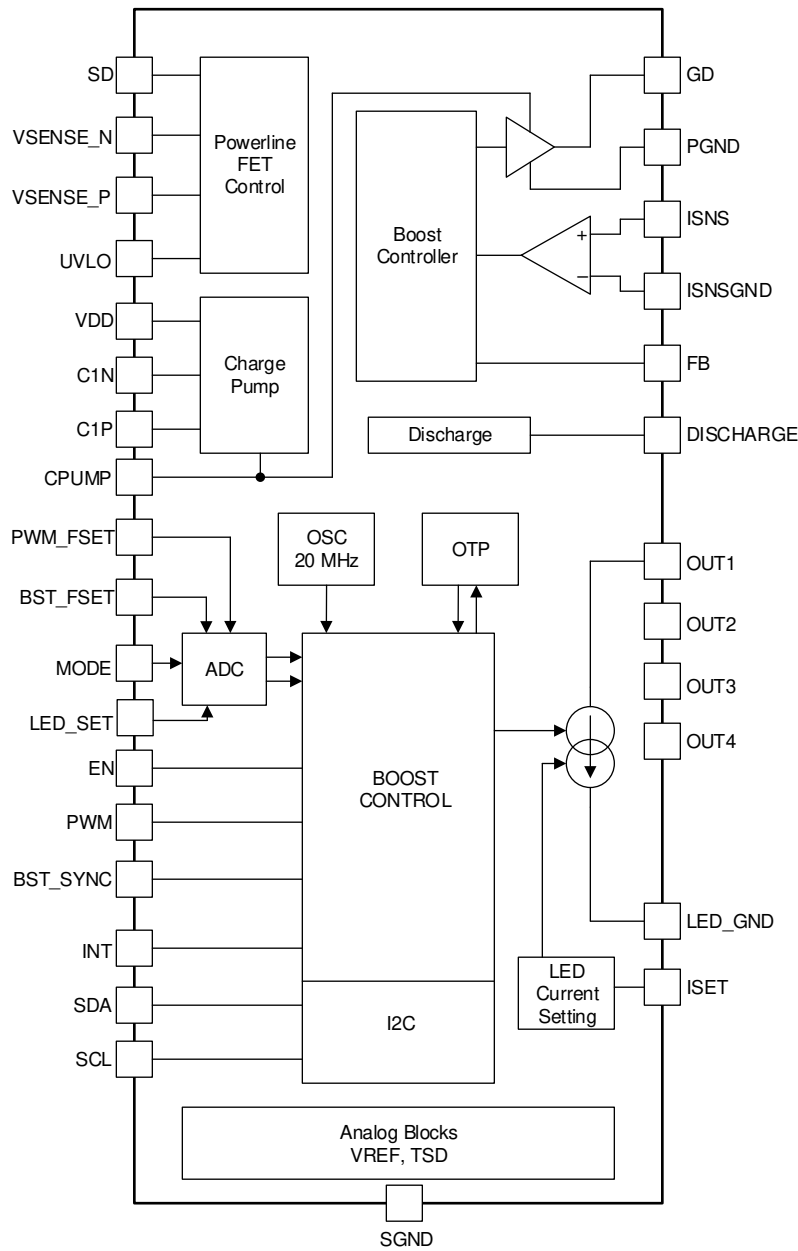 SD
VSENSE_N
VSENSE_P
UVLO
VDD
C1N
C1P
CPUMP
PWM_FSET
BST_FSET
MODE
LED_SET
EN
PWM
BST_SYNC
INT
SDA
SCL
Powerline
FET
Control
Charge
Pump
Boost
Controller
+
−
Discharge
OSC
20 MHz
OTP
ADC
BOOST
CONTROL
I2C
LED
Current
Setting
Analog Blocks
VREF, TSD
GD
PGND
ISNS
ISNSGND
FB
DISCHARGE
OUT1
OUT2
OUT3
OUT4
LED_GND
ISET
SGND